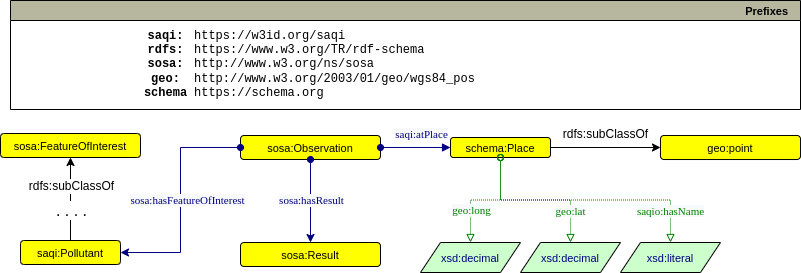 Prefixes
saqi: https://w3id.org/saqi
rdfs: https://www.w3.org/TR/rdf-schema
sosa: http://www.w3.org/ns/sosa
geo: http://www.w3.org/2003/01/geo/wgs84_pos
schema https://schema.org
saqi:atPlace
rdfs:subClassOf
sosa:FeatureOfInterest
sosa:Observation
schema:Place
geo:point
rdfs:subClassOf
sosa:hasFeatureOfInterest
sosa:hasResult
. . . .
geo:long
geo:lat
saqio:hasName
saqi:Pollutant
sosa:Result
xsd:decimal
xsd:decimal
xsd:literal